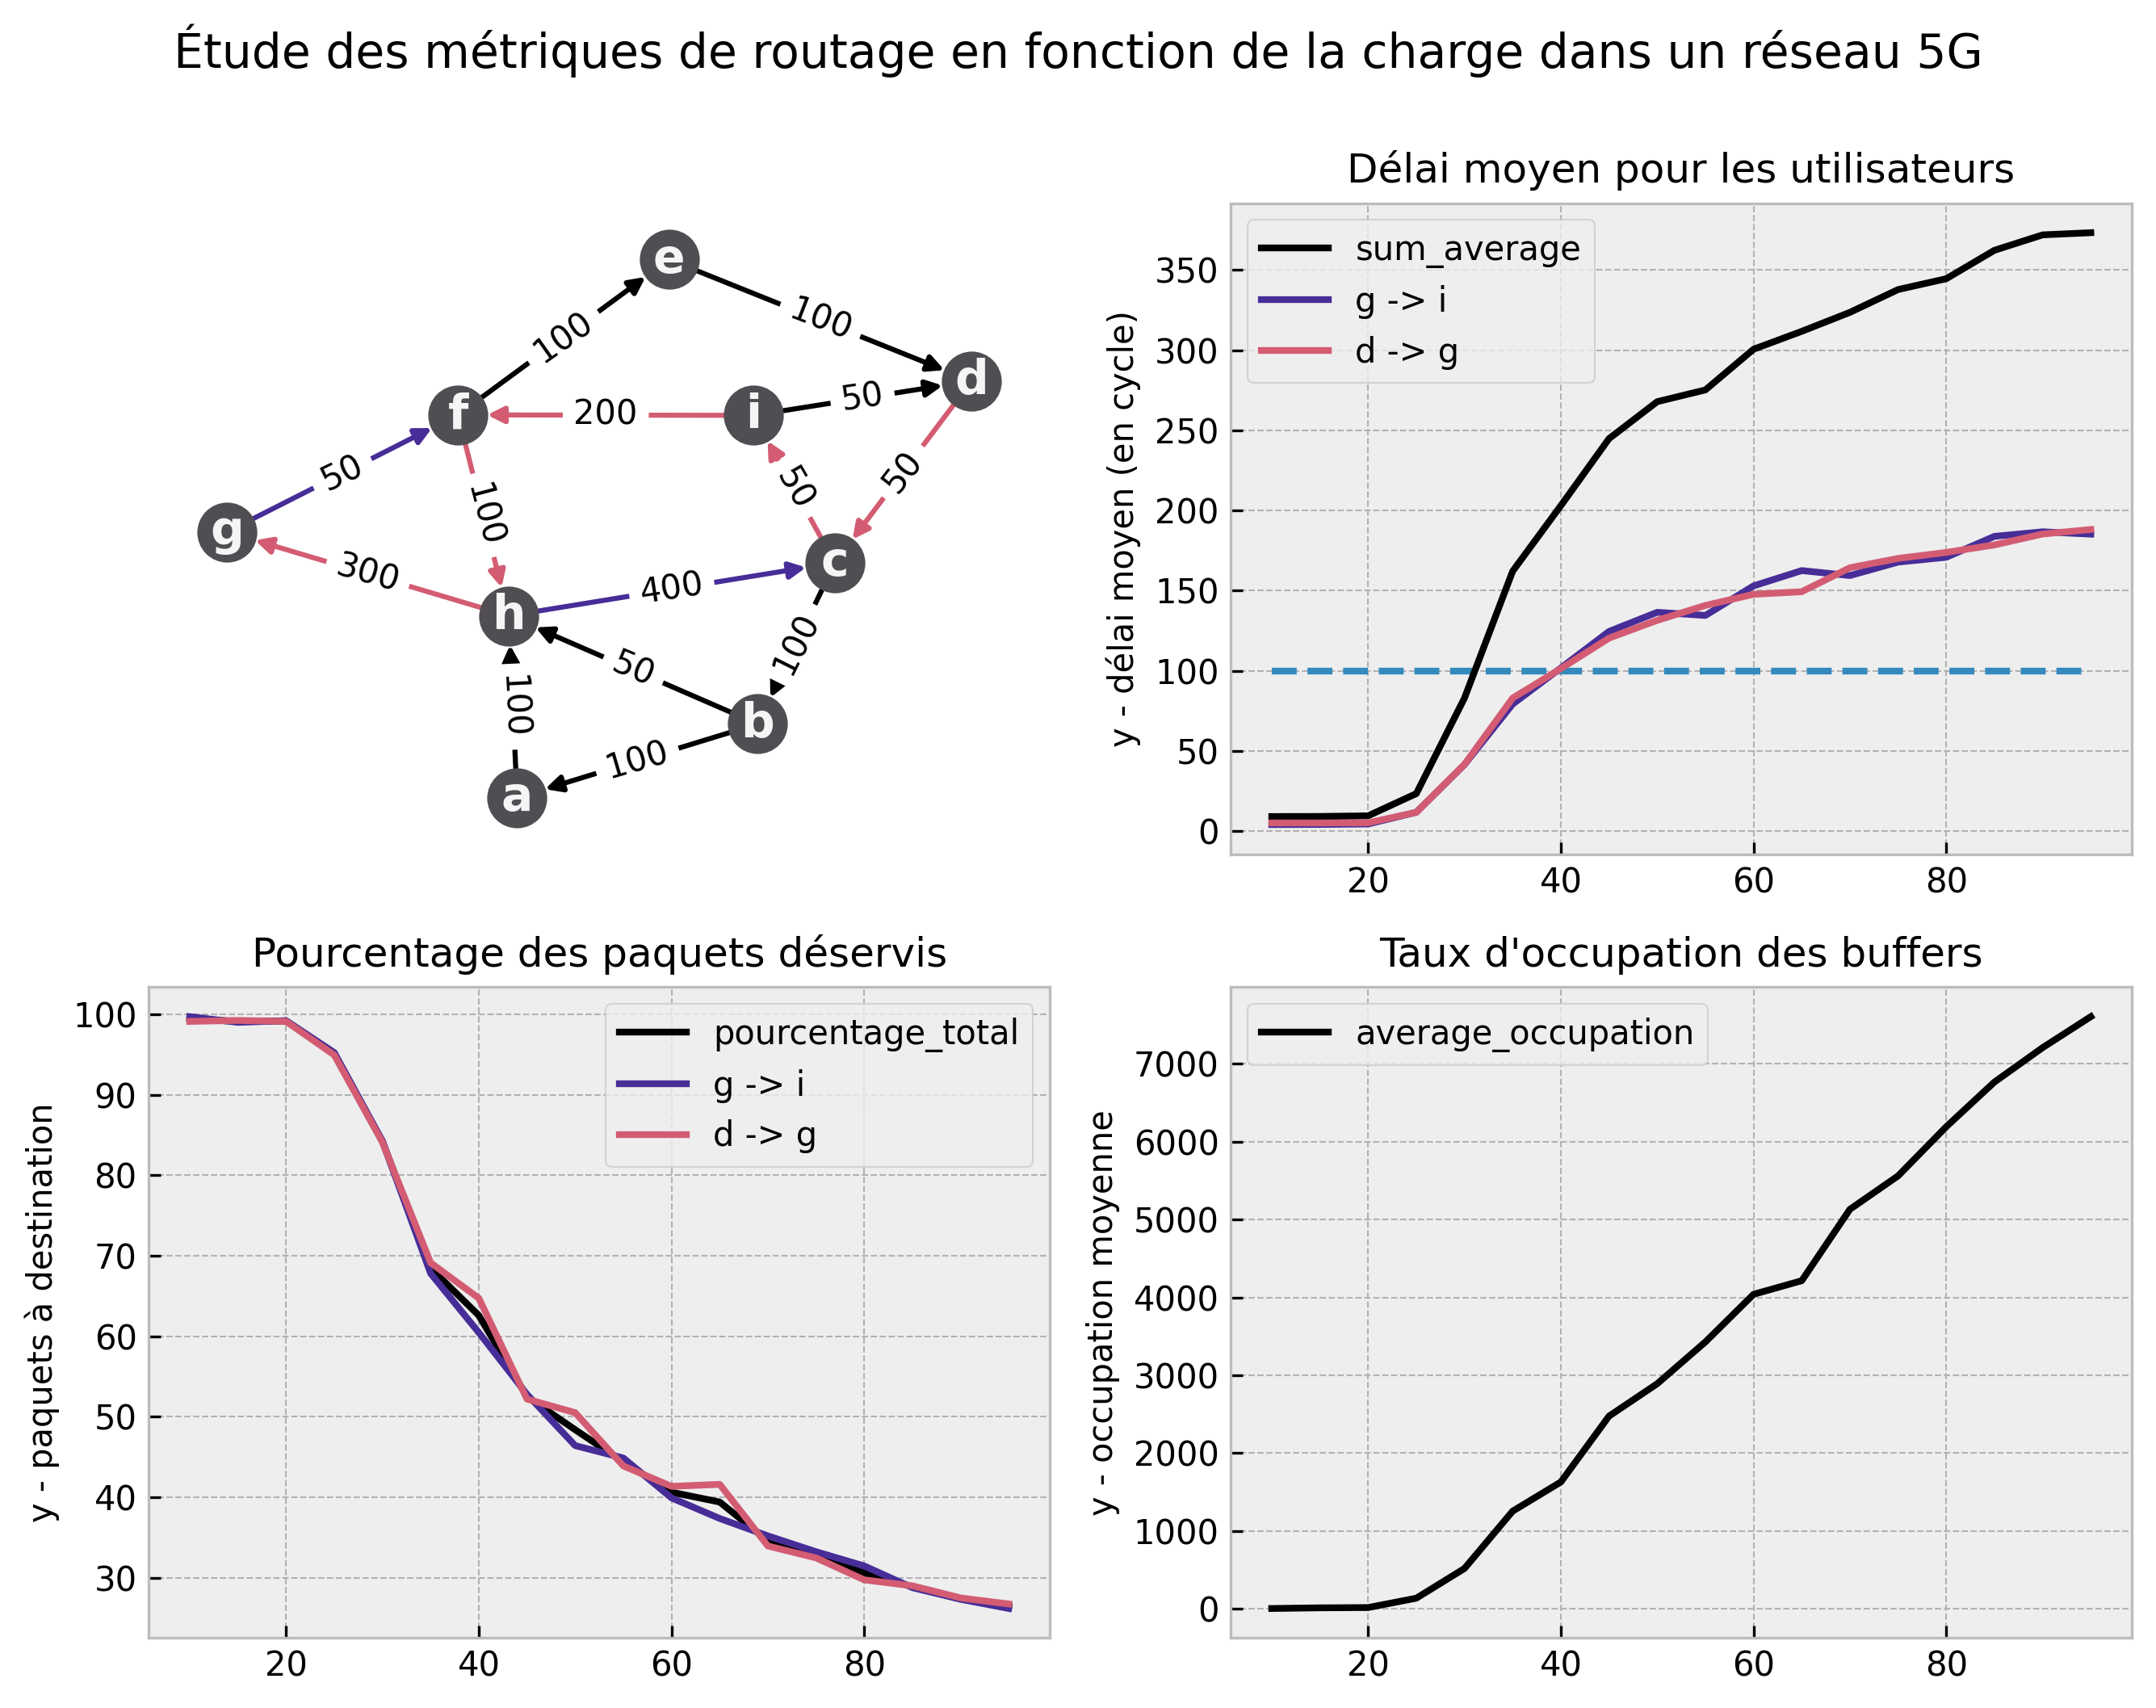 Étude des métriques de routage en fonction de la charge dans un réseau 5G
e
100
100
d
f
200
i
50
50
100
50
50
g
300
h
400
c
100
50
100
b
100
a
Délai moyen pour les utilisateurs
y - délai moyen (en cycle)
sum_average
g -> i
d -> g
350
300
250
200
150
100
50
0
20 40 60 80
Pourcentage des paquets déservis
y - paquets à destination
pourcentage_total
g -> i
d -> g
100
90
80
70
60
50
40
30
20 40 60 80
Taux d'occupation des buffers
y - occupation moyenne
average_occupation
7000
6000
5000
4000
3000
2000
1000
0
20 40 60 80